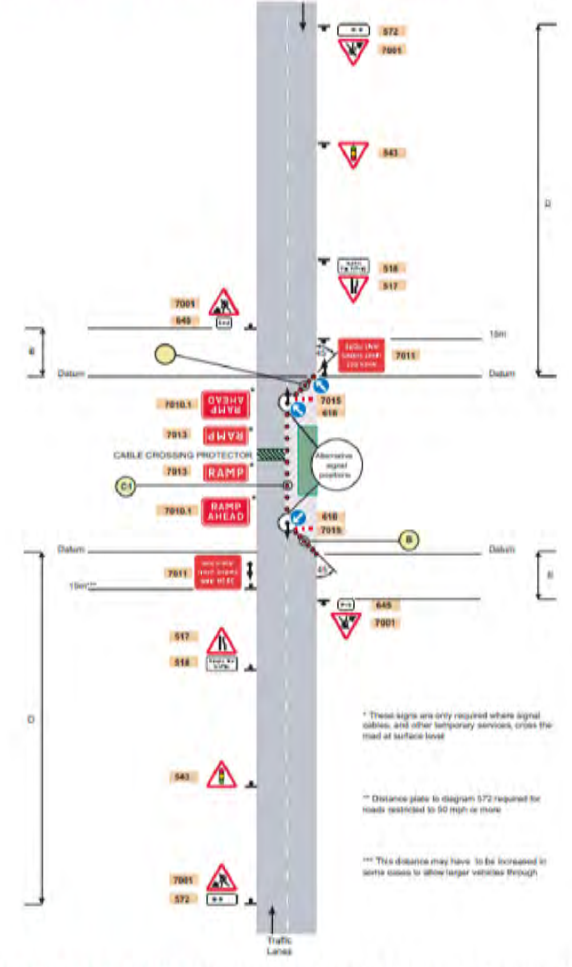 572
7001
543
D
518
517
7001
645
15m
7011
B
Datum
Datum
RAMP AHEAD
7010.1
7015
616
7013
RAMP
CABLE CROSSING PROTECTOR
Alternative
signal
positions
7013
RAMP
C1
7010.1
RAMP
AHEAD
616
7015
B
Datum
Datum
7011
45
15m***
645
7001
517
518
D
* These signs are only required where signal
cables, and other temporary services, cross the
road at surface level
543
** Distance plate to diagram 572 required for
roads restricted to 50 mph or more
*** This distance may have to be increased in
some cases to allow larger vehicles through
7001
572
Traffic
Lanes